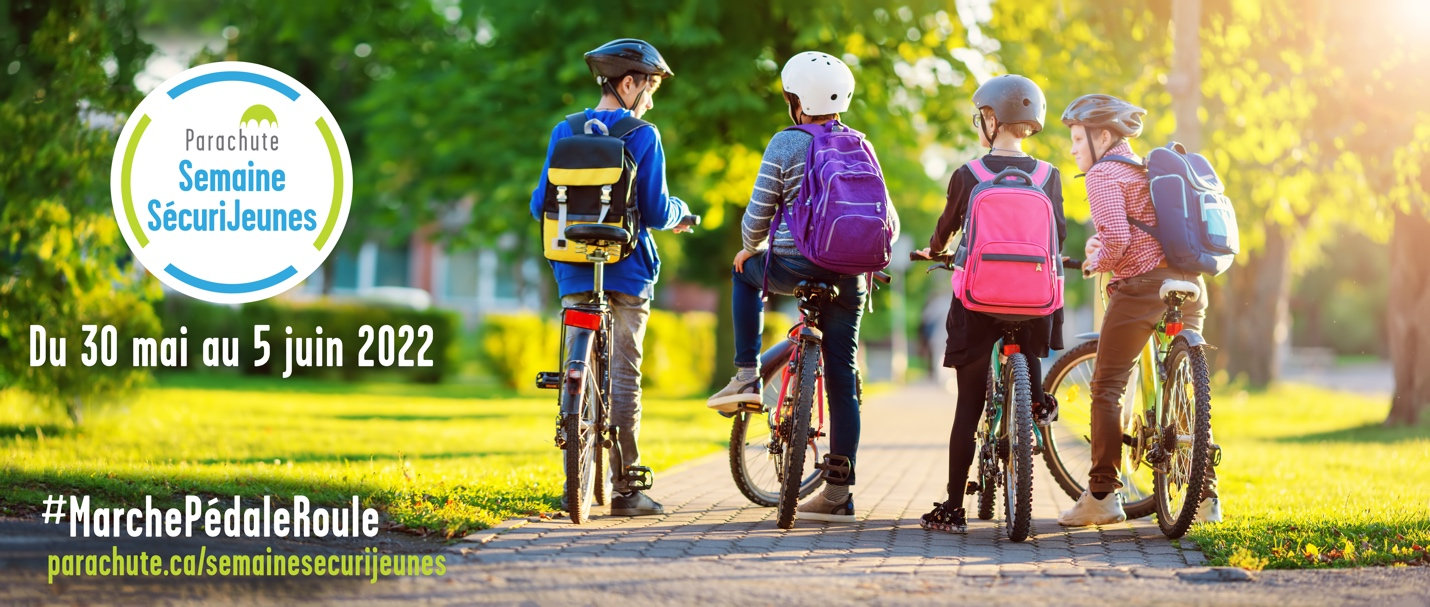 Parachute
Semaine
SécuriJeunes
Du 30 mai au 5 juin 2022
#MarchePédaleRoule
parachute.ca/semainesecurijeunes